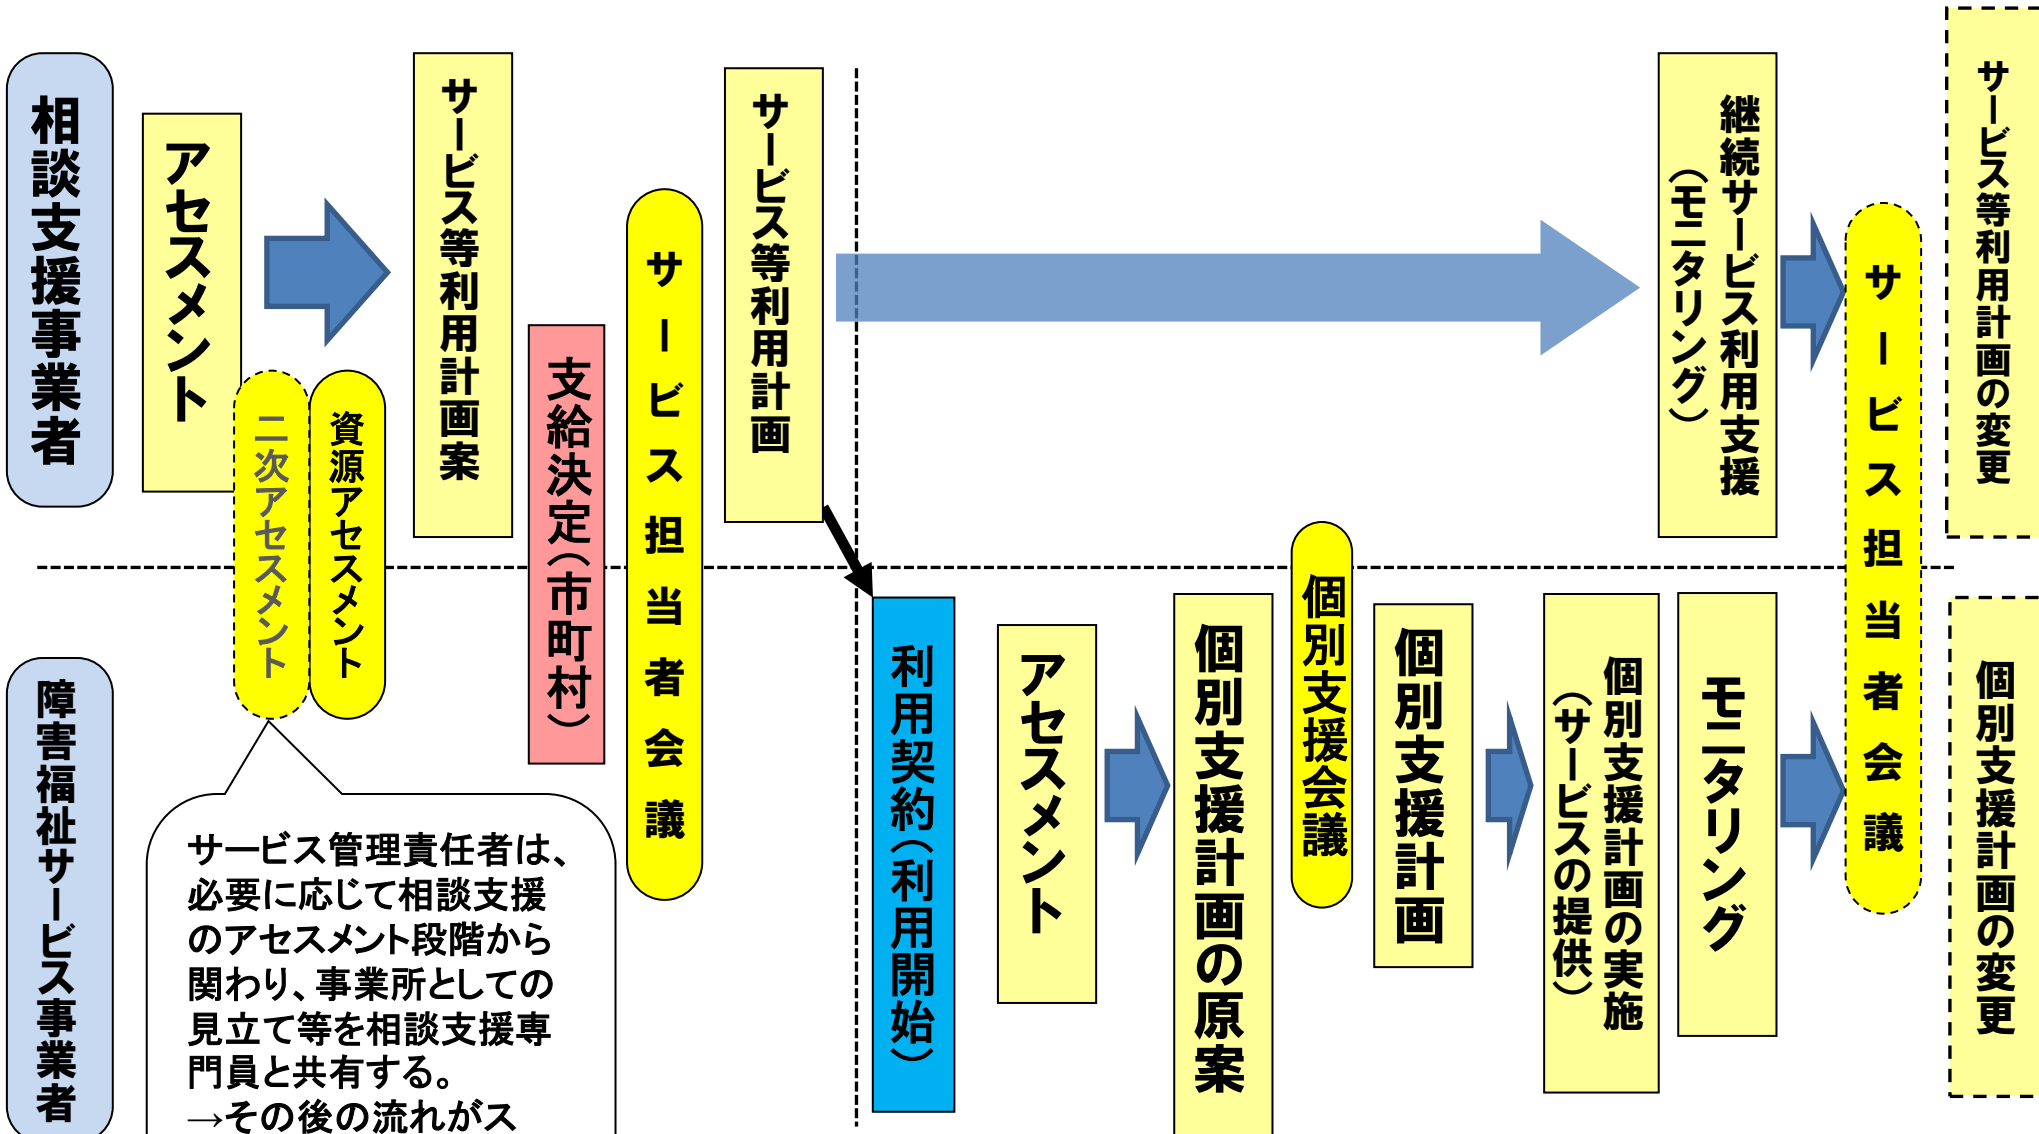 相談支援事業者
アセスメント
二次アセスメント
資源アセスメント
サービス等利用計画案
支給決定(市町村)
サービス担当者会議
サービス等利用計画
継続サービス利用支援
(モニタリング)
サービス担当者会議
サービス等利用計画の変更
障害福祉サービス事業者
サービス管理責任者は、
必要に応じて相談支援
のアセスメント段階から
関わり、事業所としての
見立て等を相談支援専
門員と共有する。
→その後の流れがス
利用契約(利用開始)
アセスメント
個別支援計画の原案
個別支援会議
個別支援計画
個別支援計画の実施
(サービスの提供)
モニタリング
個別支援計画の変更